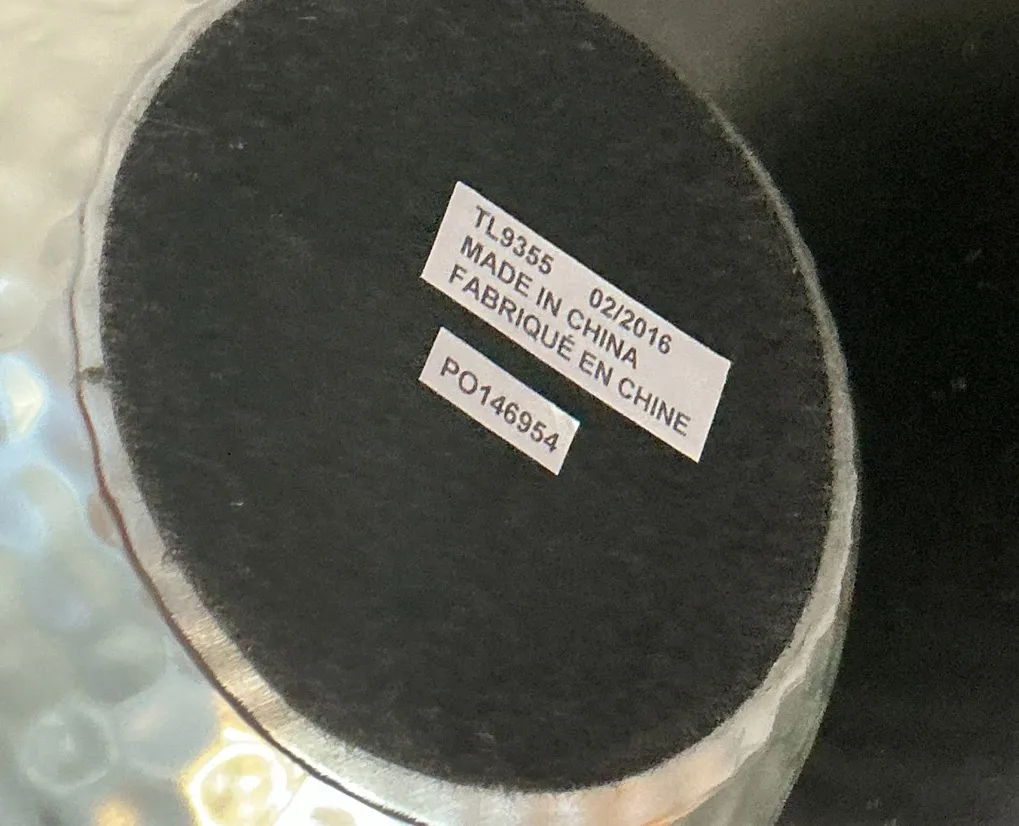 TL9355 02/2016
MADE IN CHINA
FABRIQUÉ EN CHINE
PO146954